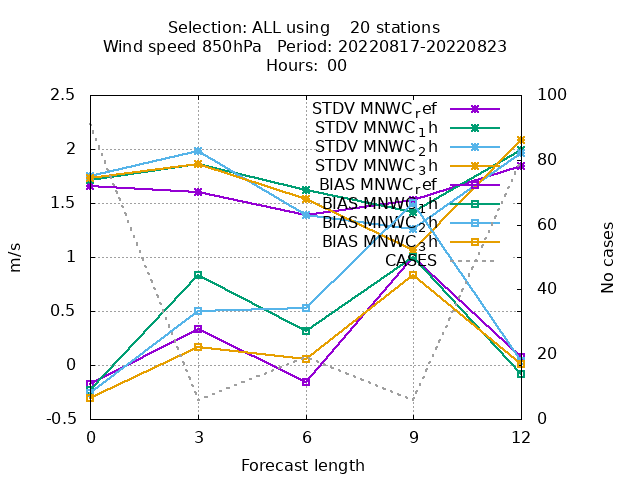 Selection: ALL using 20 stations
Wind speed 850hPa Period: 20220817-20220823
Hours: 00
2.5
2
1.5
1
0.5
0
-0.5
m/s
STDV MNWC_ref
STDV MNWC_1h
STDV MNWC_2h
STDV MNWC_3h
BIAS MNWC_ref
BIAS MNWC_1h
BIAS MNWC_2h
BIAS MNWC_3h
CASES
100
80
60
40
20
0
No cases
0 3 6 9 12
Forecast length